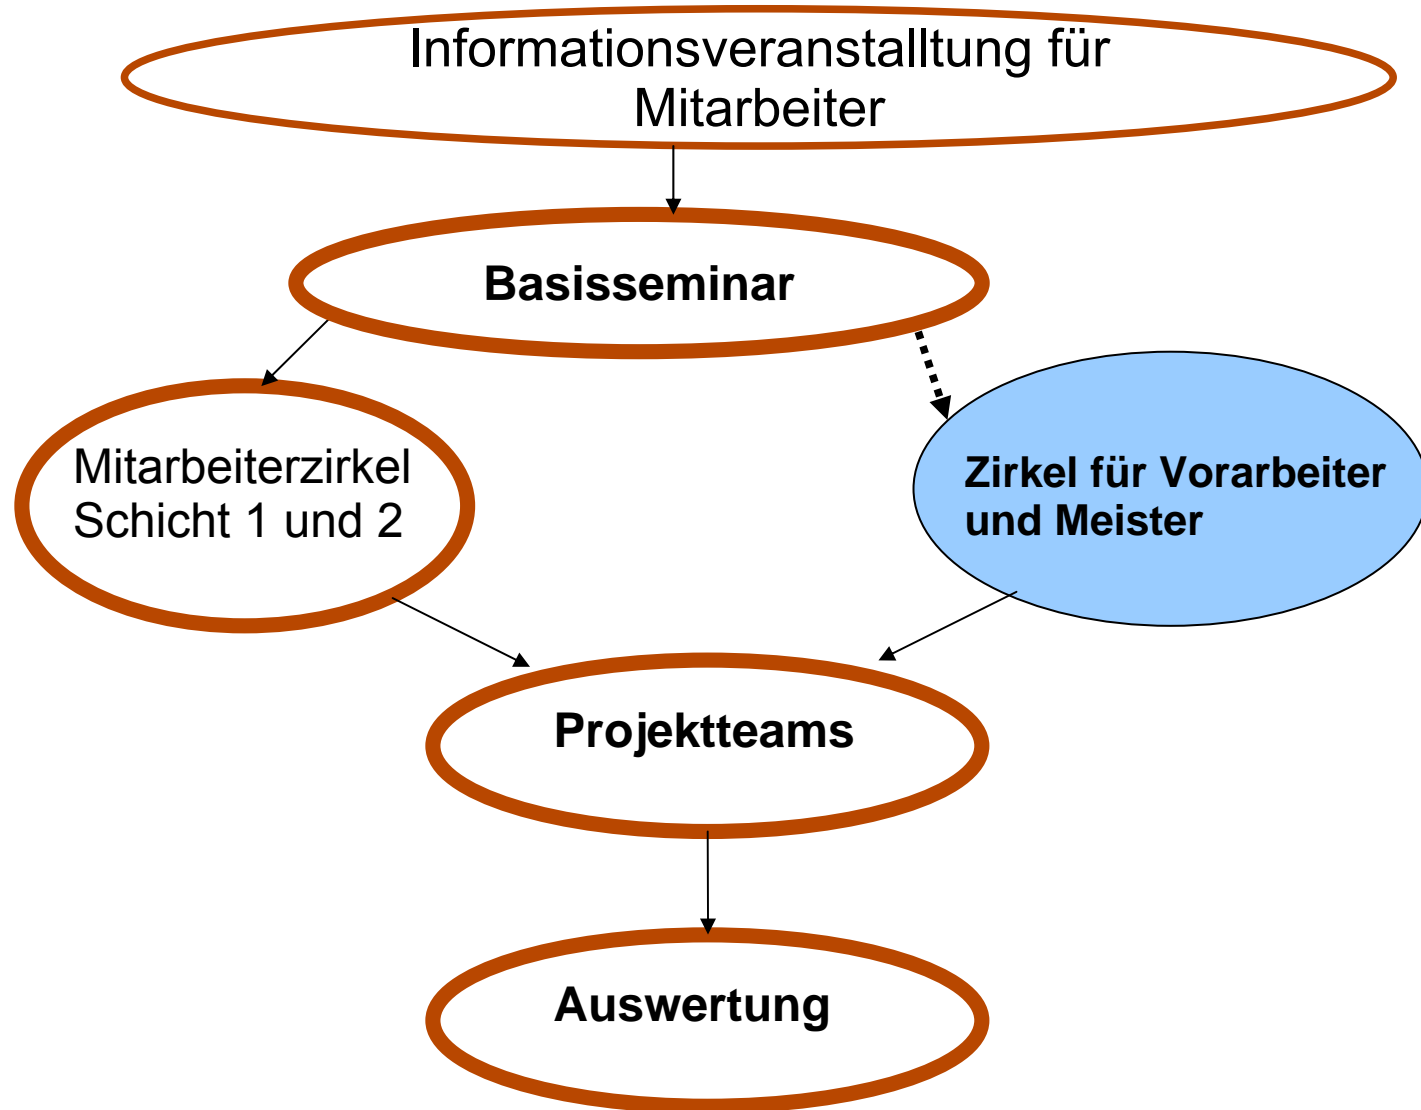 Informationsveranstalltung für
Mitarbeiter
Basisseminar
Mitarbeiterzirkel
Schicht 1 und 2
Zirkel für Vorarbeiter
und Meister
Projektteams
Auswertung